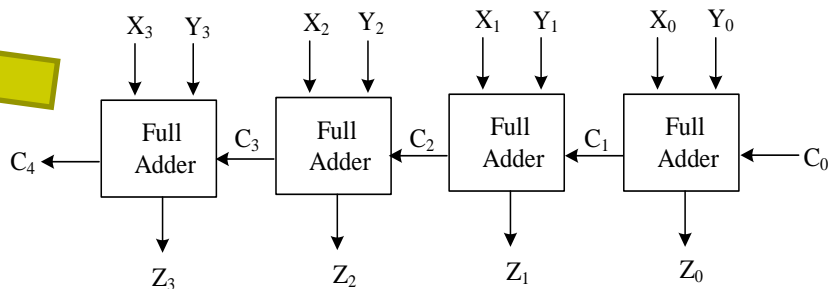 X₃ Y₃ X₂ Y₂ X₁ Y₁ X₀ Y₀
Full Adder Full Adder Full Adder Full Adder
C₄ C₃ C₂ C₁ C₀
Z₃ Z₂ Z₁ Z₀